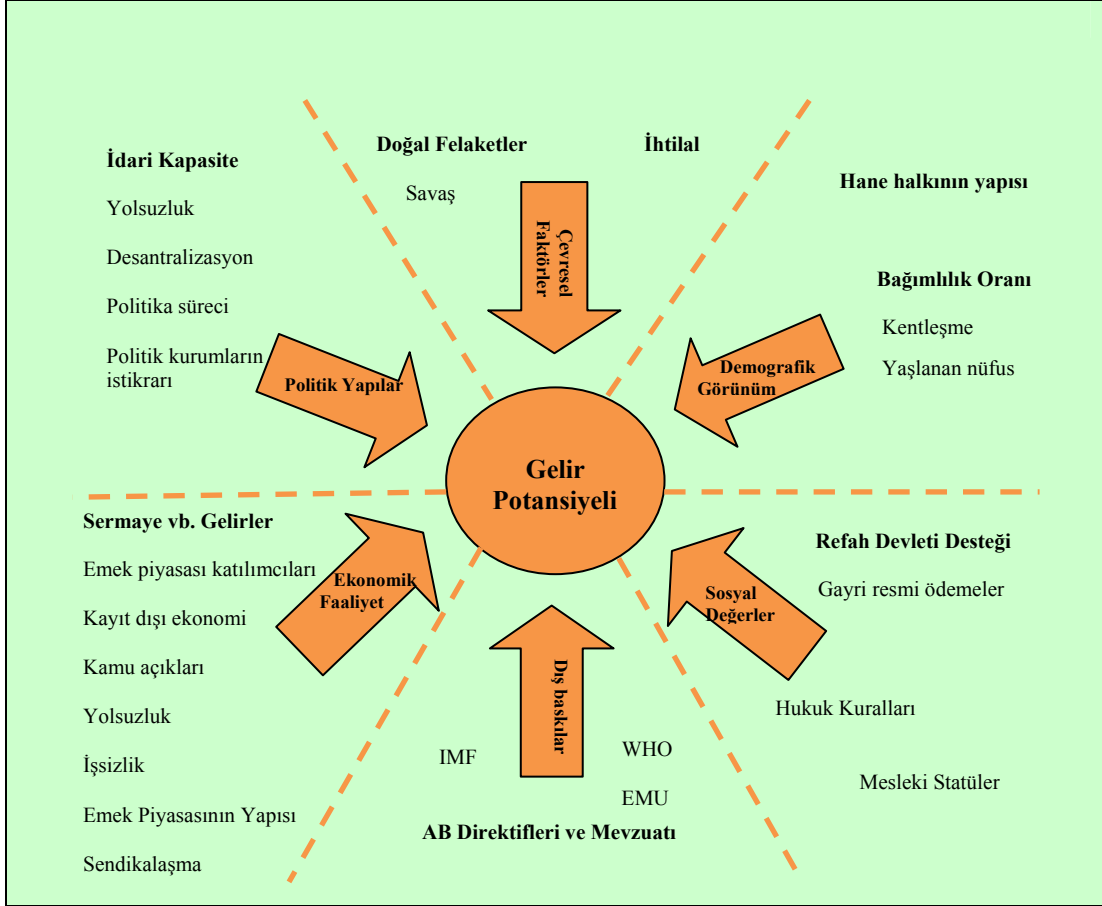 Doğal Felaketler
İhtilal
İdari Kapasite
Hane halkının yapısı
Savaş
Yolsuzluk
Çevresel
Faktörler
Desantralizasyon
Bağımlılık Oranı
Politika süreci
Kentleşme
Politik kurumların
istikrarı
Yaşlanan nüfus
Politik Yapılar
Demografik
Görünüm
Gelir
Potansiyeli
Sermaye vb. Gelirler
Refah Devleti Desteği
Emek piyasası katılımcıları
Ekonomik
Faaliyet
Sosyal
Değerler
Gayri resmi ödemeler
Kayıt dışı ekonomi
Kamu açıkları
Dış baskılar
Yolsuzluk
Hukuk Kuralları
İşsizlik
IMF
WHO
Mesleki Statüler
EMU
Emek Piyasasının Yapısı
AB Direktifleri ve Mevzuatı
Sendikalaşma